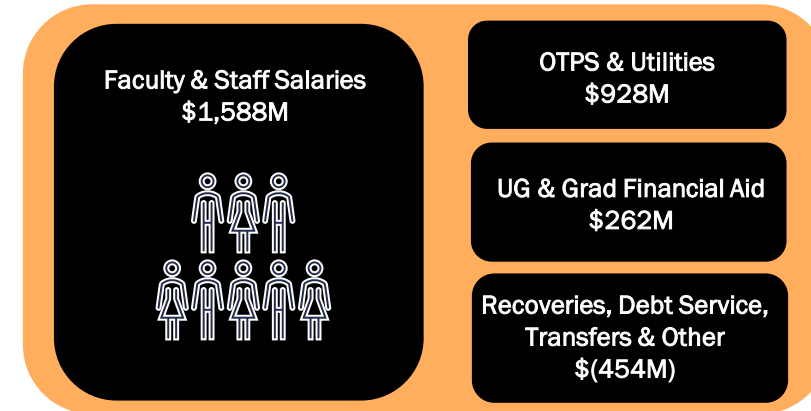 Faculty & Staff Salaries
$1,588M
OTPS & Utilities
$928M
UG & Grad Financial Aid
$262M
Recoveries, Debt Service,
Transfers & Other
$(454M)